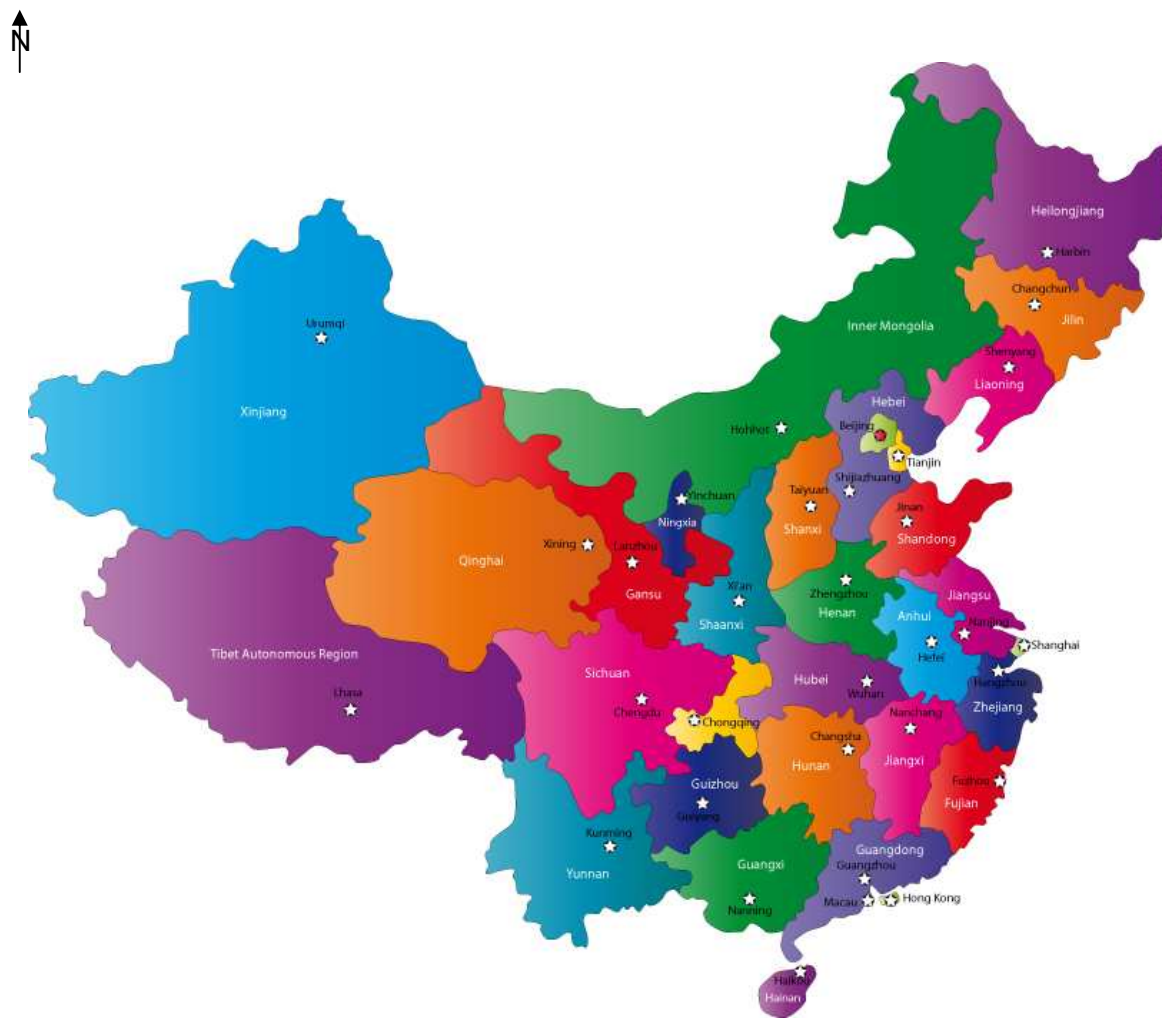 N
Heilongjiang
Harbin
Changchun
Jilin
Inner Mongolia
Urumqi
Shenyang
Liaoning
Xinjiang
Hebei
Hohhot
Beijing
Tianjin
Shijiazhuang
Taiyuan
Yinchuan
Jinan
Ningxia
Shanxi
Shandong
Xining
Lanzhou
Qinghai
Zhengzhou
Xi'an
Gansu
Jiangsu
Henan
Anhui
Shaanxi
Nanjing
Shanghai
Hefei
Tibet Autonomous Region
Sichuan
Hubei
Hangzhou
Lhasa
Wuhan
Zhejiang
Chengdu
Nanchang
Chongqing
Changsha
Hunan
Jiangxi
Guizhou
Fuzhou
Fujian
Guiyang
Kunming
Guangdong
Guangxi
Guangzhou
Yunnan
Hong Kong
Macau
Nanning
Haikou
Hainan